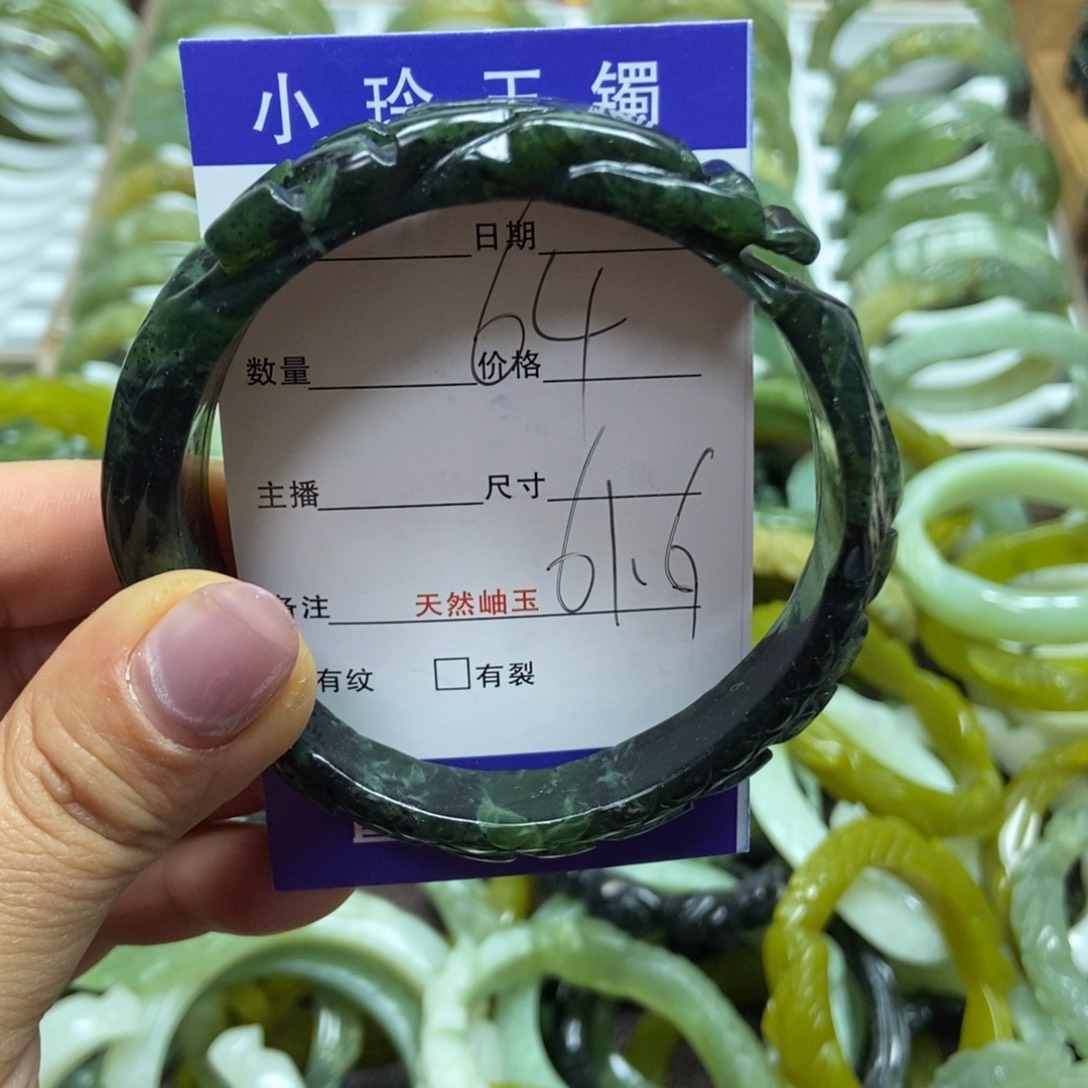 小玲玉镯
日期
64
数量 价格
主播 尺寸 61.6
备注 天然岫玉
有纹 □有裂